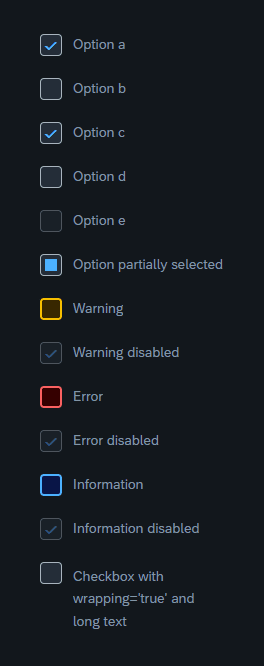 Option a
Option b
Option c
Option d
Option e
Option partially selected
Warning
Warning disabled
Error
Error disabled
Information
Information disabled
Checkbox with
wrapping='true' and
long text